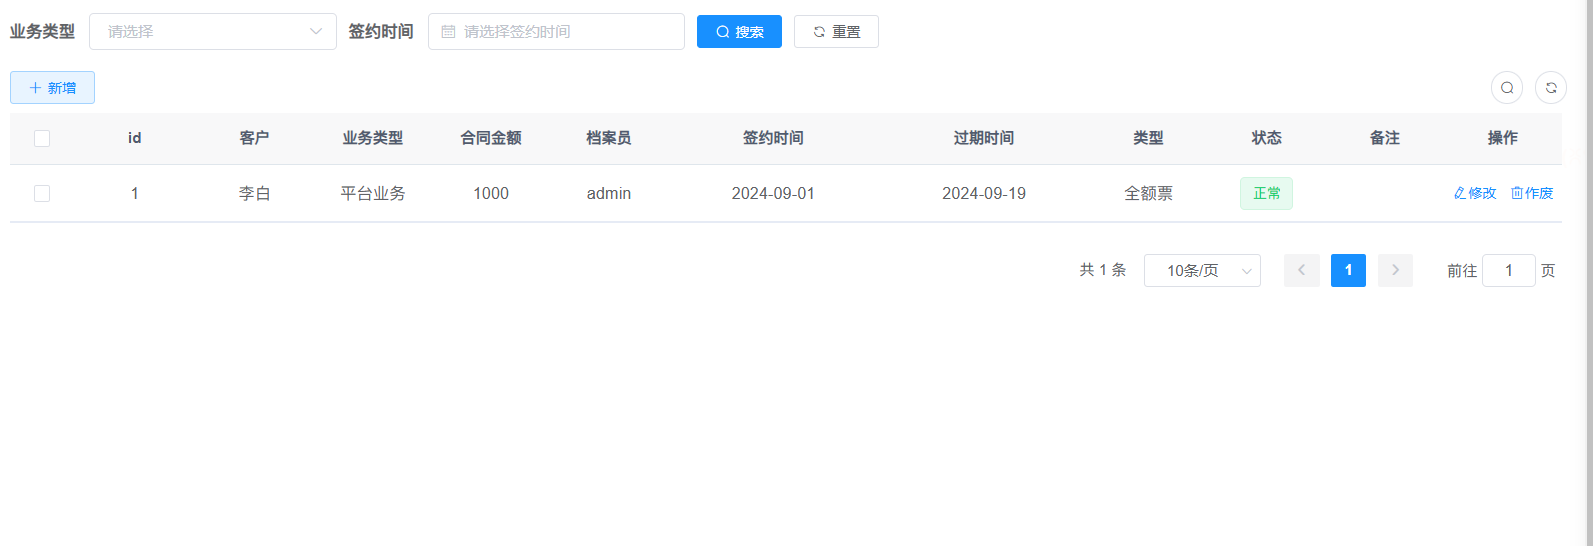 业务类型 请选择 签约时间 请选择签约时间 搜索 重置
新增
id 客户 业务类型 合同金额 档案员 签约时间 过期时间 类型 状态 备注 操作
1 李白 平台业务 1000 admin 2024-09-01 2024-09-19 全额票 正常 修改 作废
共 1 条 10条/页 1 前往 1 页